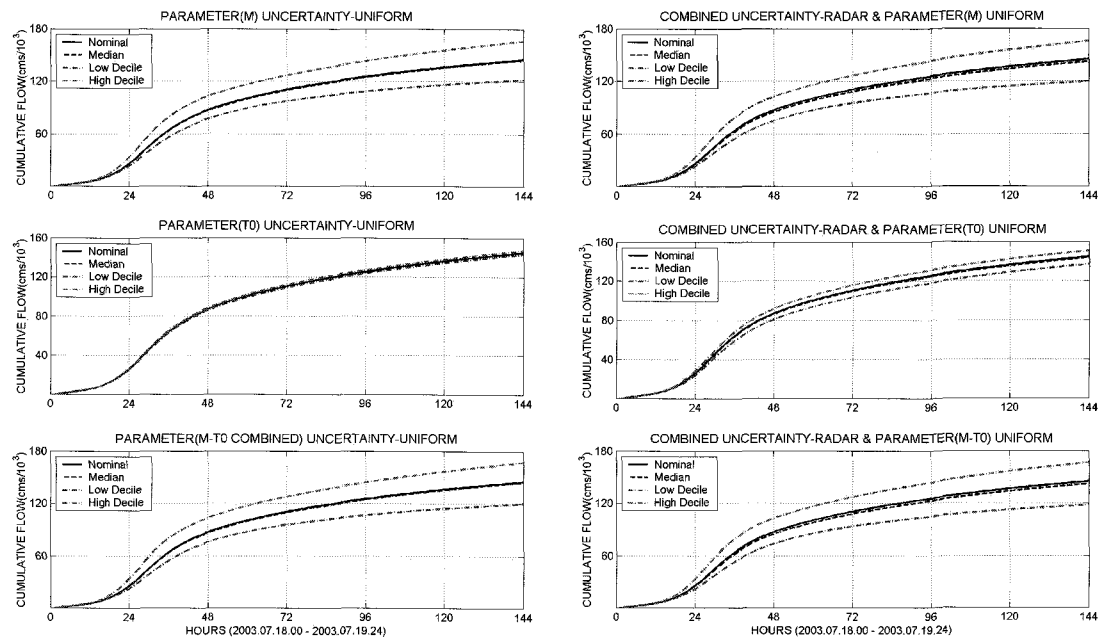 PARAMETER(M) UNCERTAINTY-UNIFORM
180
120
60
CUMULATIVE FLOW(cms/10³)
Nominal
Median
Low Decile
High Decile
0 24 48 72 96 120 144
COMBINED UNCERTAINTY-RADAR & PARAMETER(M) UNIFORM
180
120
60
CUMULATIVE FLOW(cms/10³)
Nominal
Median
Low Decile
High Decile
0 24 48 72 96 120 144
PARAMETER(T0) UNCERTAINTY-UNIFORM
160
120
80
40
CUMULATIVE FLOW(cms/10³)
Nominal
Median
Low Decile
High Decile
0 24 48 72 96 120 144
COMBINED UNCERTAINTY-RADAR & PARAMETER(T0) UNIFORM
160
120
80
40
CUMULATIVE FLOW(cms/10³)
Nominal
Median
Low Decile
High Decile
0 24 48 72 96 120 144
PARAMETER(M-T0 COMBINED) UNCERTAINTY-UNIFORM
180
120
60
CUMULATIVE FLOW(cms/10³)
Nominal
Median
Low Decile
High Decile
0 24 48 72 96 120 144
HOURS (2003.07.18.00 - 2003.07.19.24)
COMBINED UNCERTAINTY-RADAR & PARAMETER(M-T0) UNIFORM
180
120
60
CUMULATIVE FLOW(cms/10³)
Nominal
Median
Low Decile
High Decile
0 24 48 72 96 120 144
HOURS (2003.07.18.00 - 2003.07.19.24)